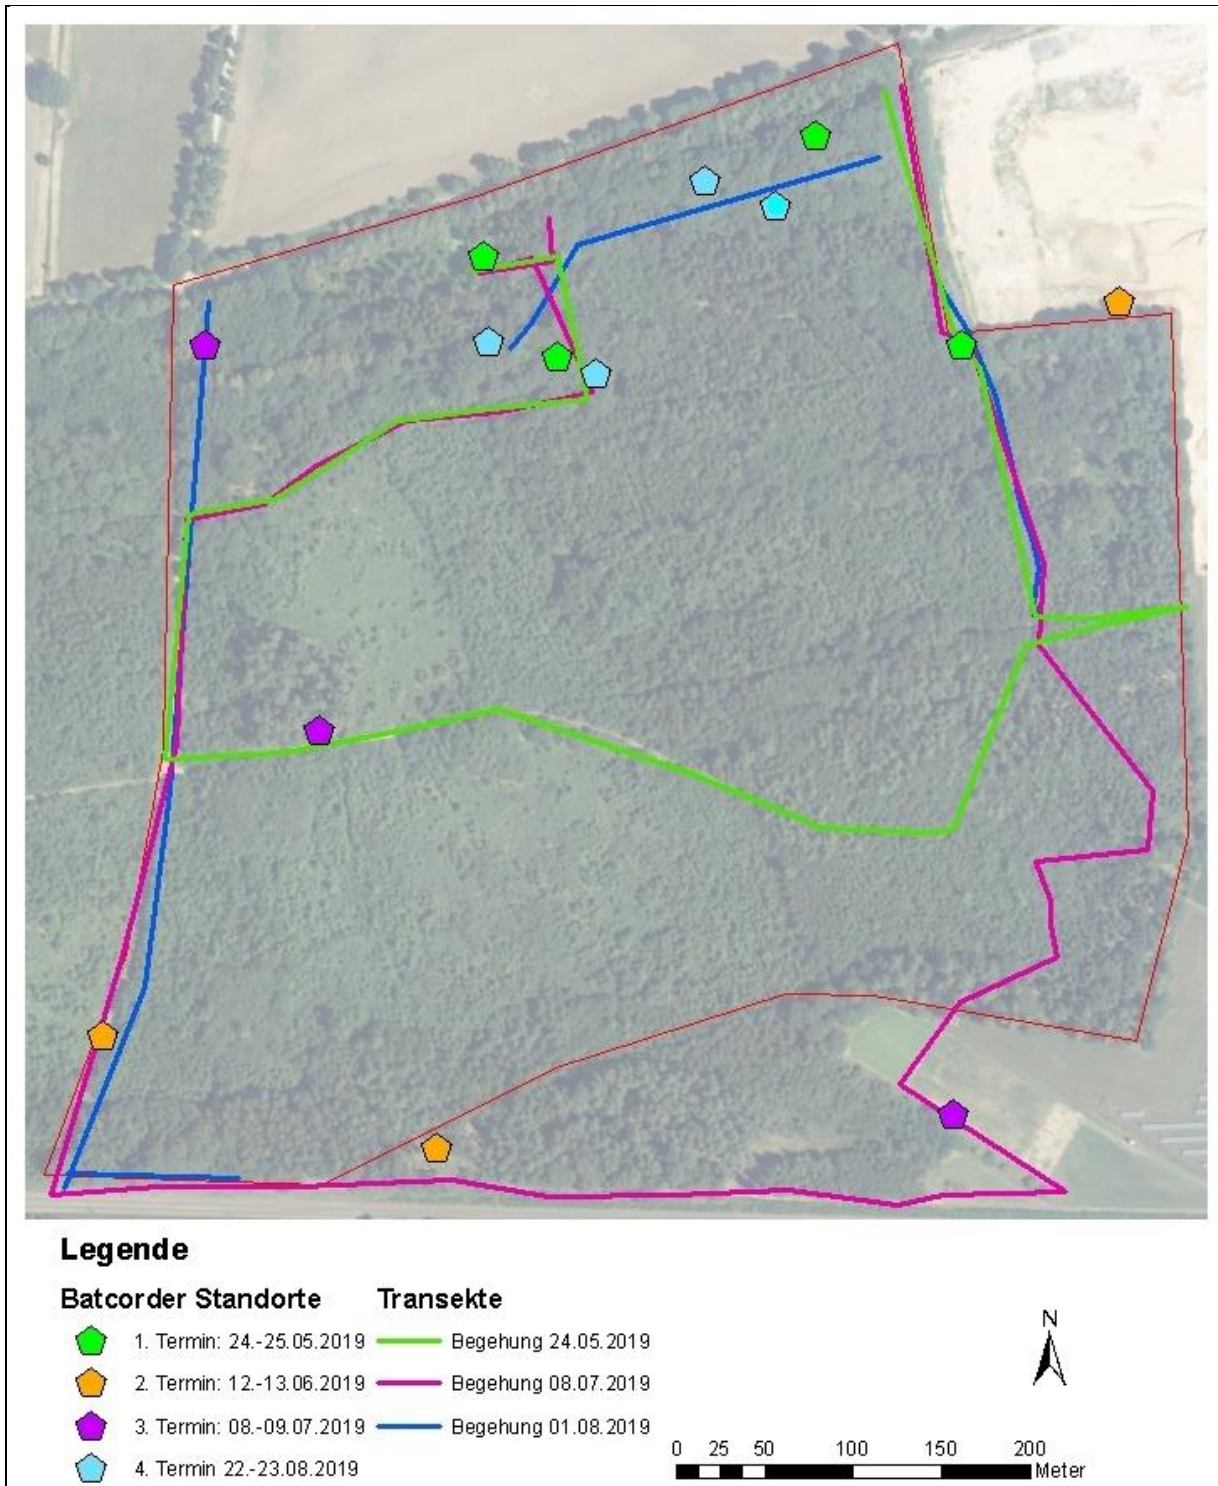 Legende
Batcorder Standorte Transekte
1. Termin: 24.-25.05.2019 Begehung 24.05.2019
2. Termin: 12.-13.06.2019 Begehung 08.07.2019
3. Termin: 08.-09.07.2019 Begehung 01.08.2019
4. Termin 22.-23.08.2019
N
0 25 50 100 150 200
Meter